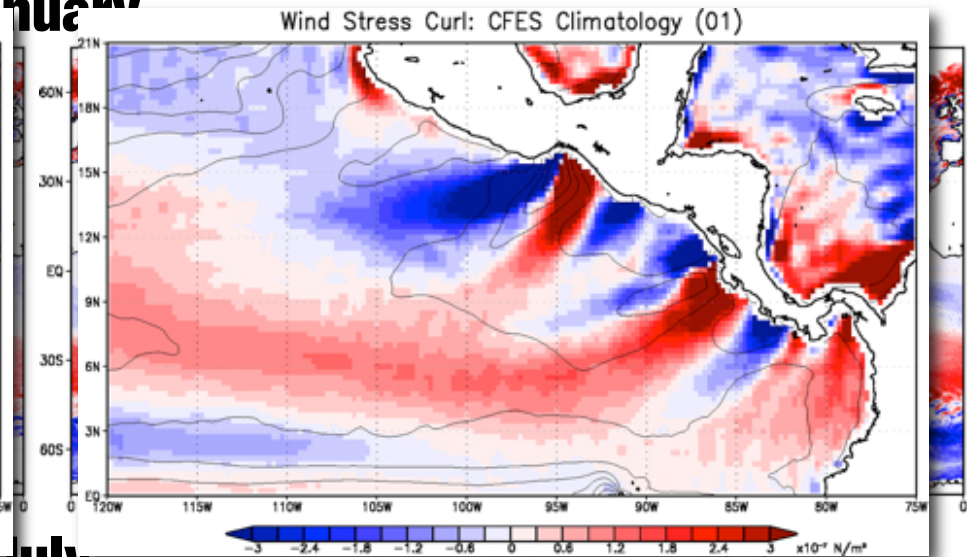 nuary
Wind Stress Curl: CFES Climatology (01)
21N
18N
15N
12N
9N
6N
3N
EQ
60N
30N
EQ
30S
60S
120W 115W 110W 105W 100W 95W 90W 85W 80W 75W
-3 -2.4 -1.8 -1.2 -0.6 0 0.6 1.2 1.8 2.4 3
July